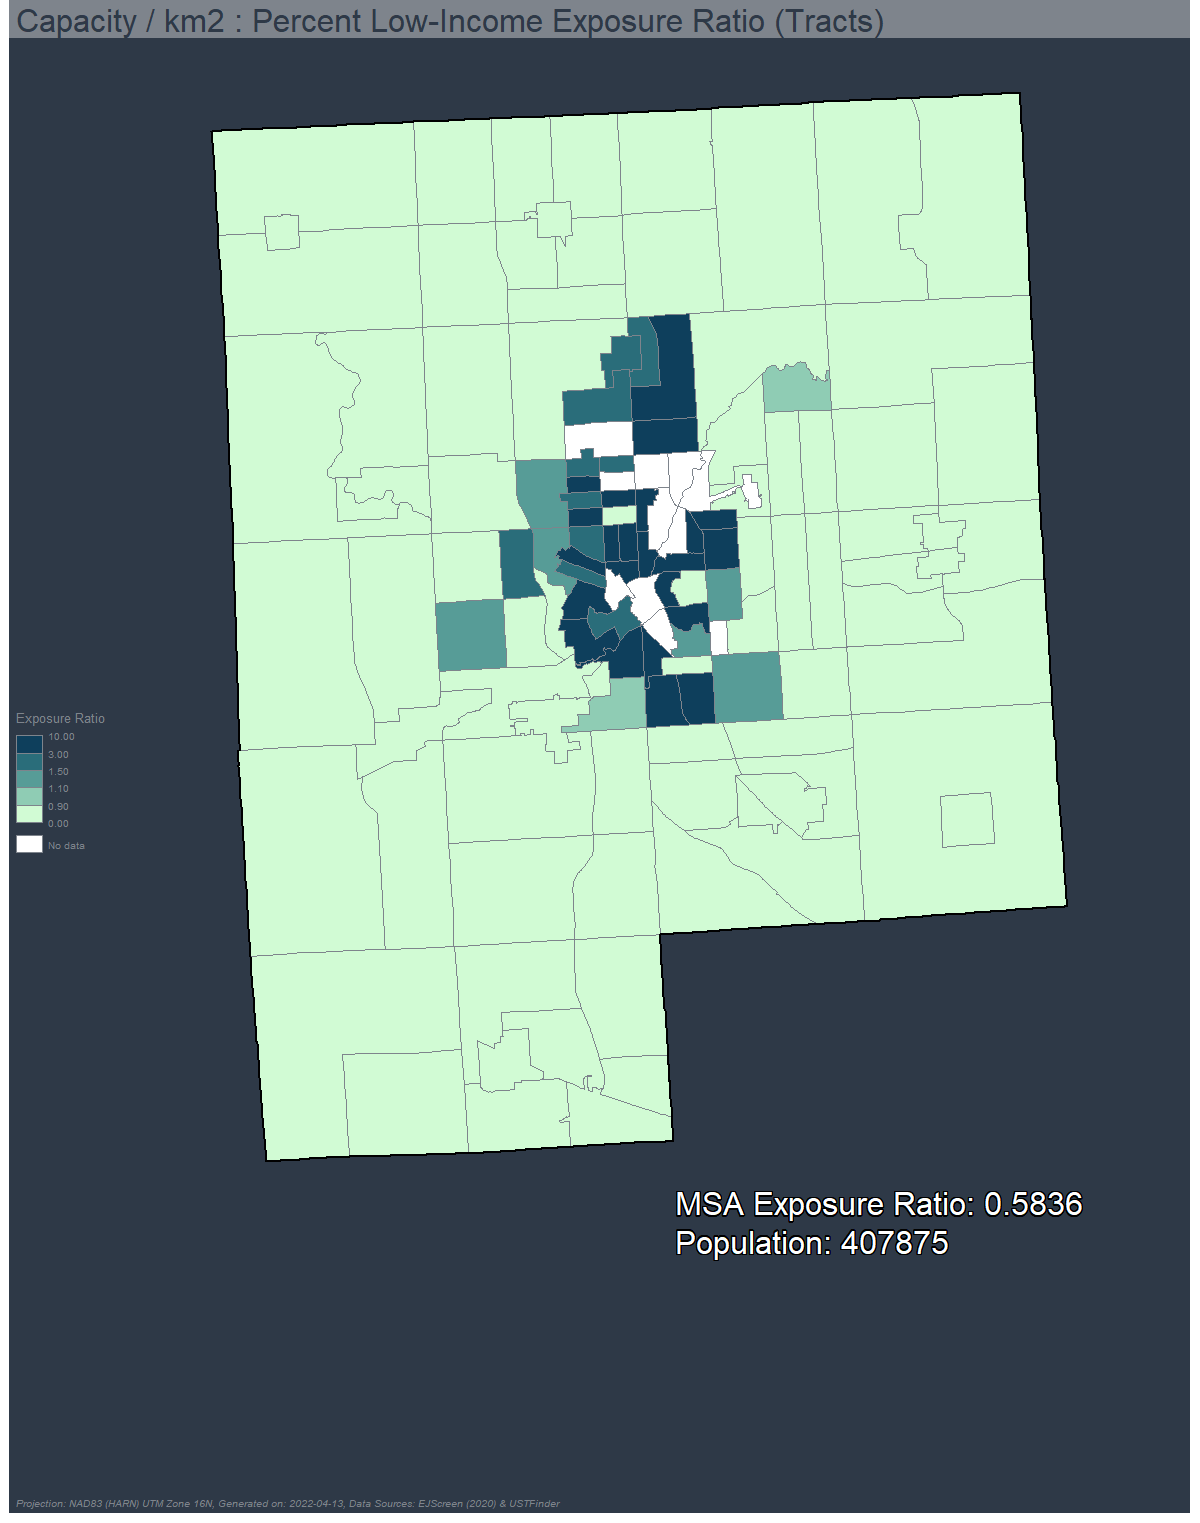 Capacity / km2 : Percent Low-Income Exposure Ratio (Tracts)
Exposure Ratio
10.00
3.00
1.50
1.10
0.90
0.00
No data
MSA Exposure Ratio: 0.5836
Population: 407875
Projection: NAD83 (HARN) UTM Zone 16N, Generated on: 2022-04-13, Data Sources: EJScreen (2020) & USTFinder